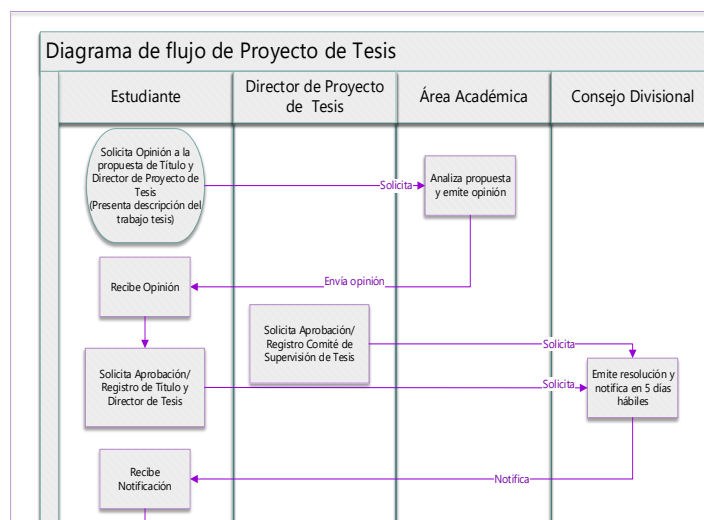 Diagrama de flujo de Proyecto de Tesis
Estudiante
Director de Proyecto
de Tesis
Área Académica
Consejo Divisional
Solicita Opinión a la
propuesta de Título y
Director de Proyecto de
Tesis
(Presenta descripción del
trabajo tesis)
Solicita
Analiza propuesta
y emite opinión
Envía opinión
Recibe Opinión
Solicita Aprobación/
Registro Comité de
Supervisión de Tesis
Solicita
Solicita Aprobación/
Registro de Título y
Director de Tesis
Solicita
Emite resolución y
notifica en 5 días
hábiles
Recibe
Notificación
Notifica